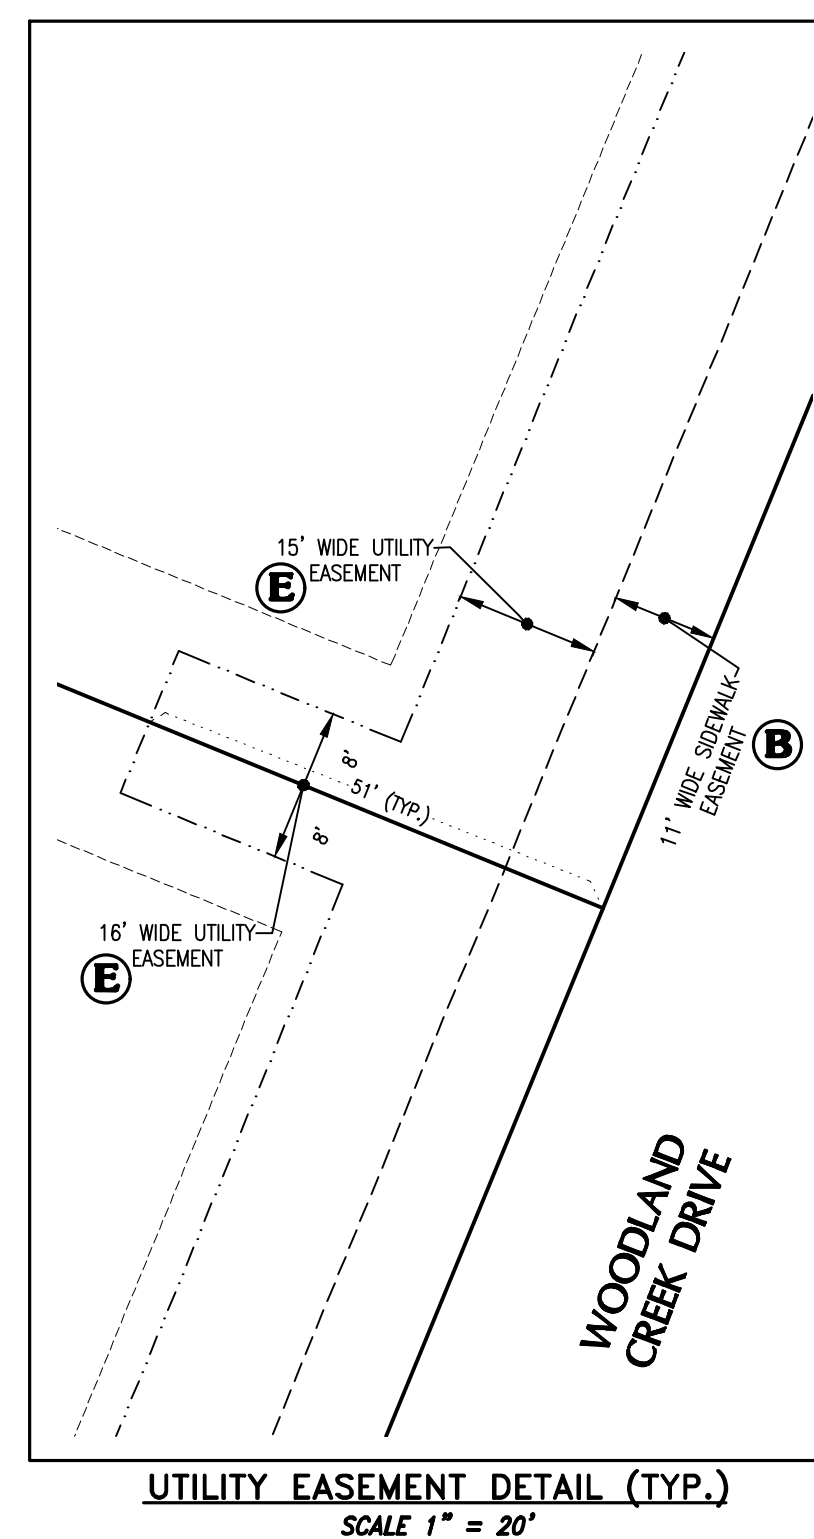 15' WIDE UTILITY
EASEMENT
E
11' WIDE SIDEWALK
EASEMENT
B
8'
51' (TYP.)
8'
16' WIDE UTILITY
EASEMENT
E
WOODLAND
CREEK DRIVE
UTILITY EASEMENT DETAIL (TYP.)
SCALE 1" = 20'